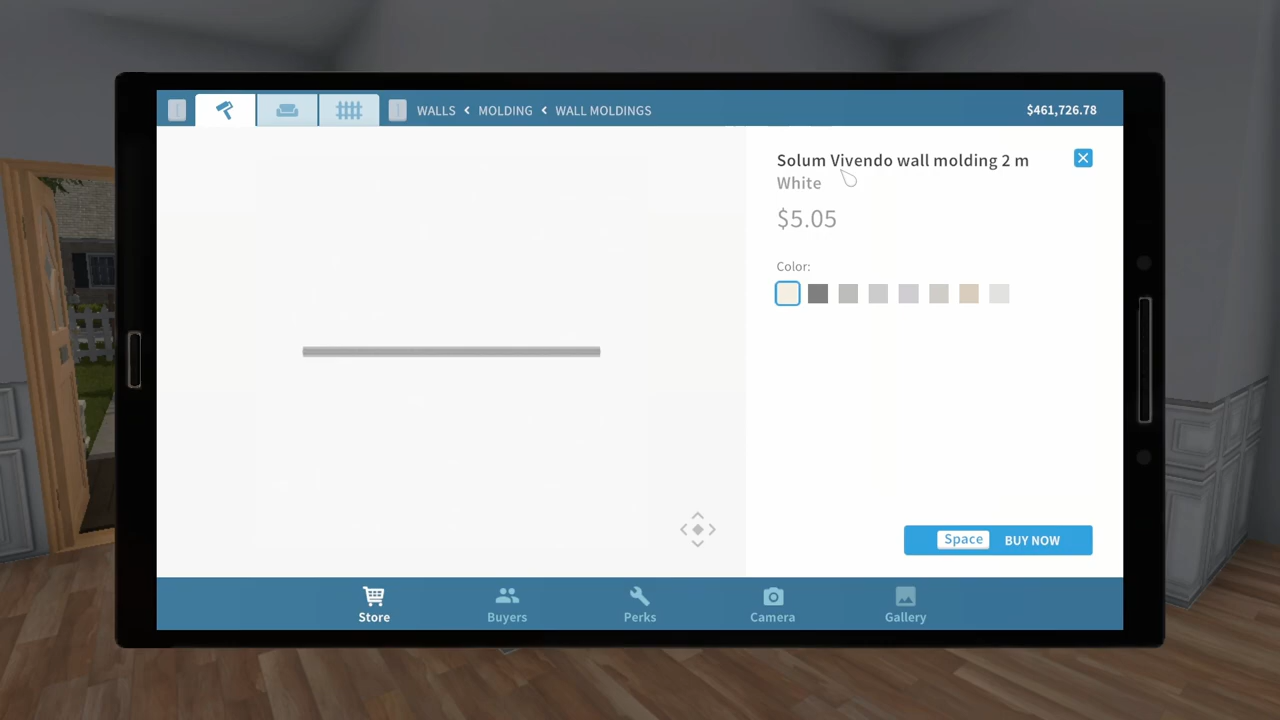 WALLS < MOLDING < WALL MOLDINGS
$461,726.78
Solum Vivendo wall molding 2 m
White
$5.05
Color:
Space BUY NOW
Store Buyers Perks Camera Gallery